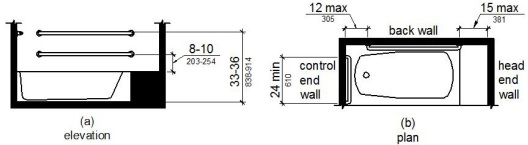 8-10
203-254
33-36
838-914
(a)
elevation
12 max
305
15 max
381
back wall
24 min
610
control
end
wall
head
end
wall
(b)
plan